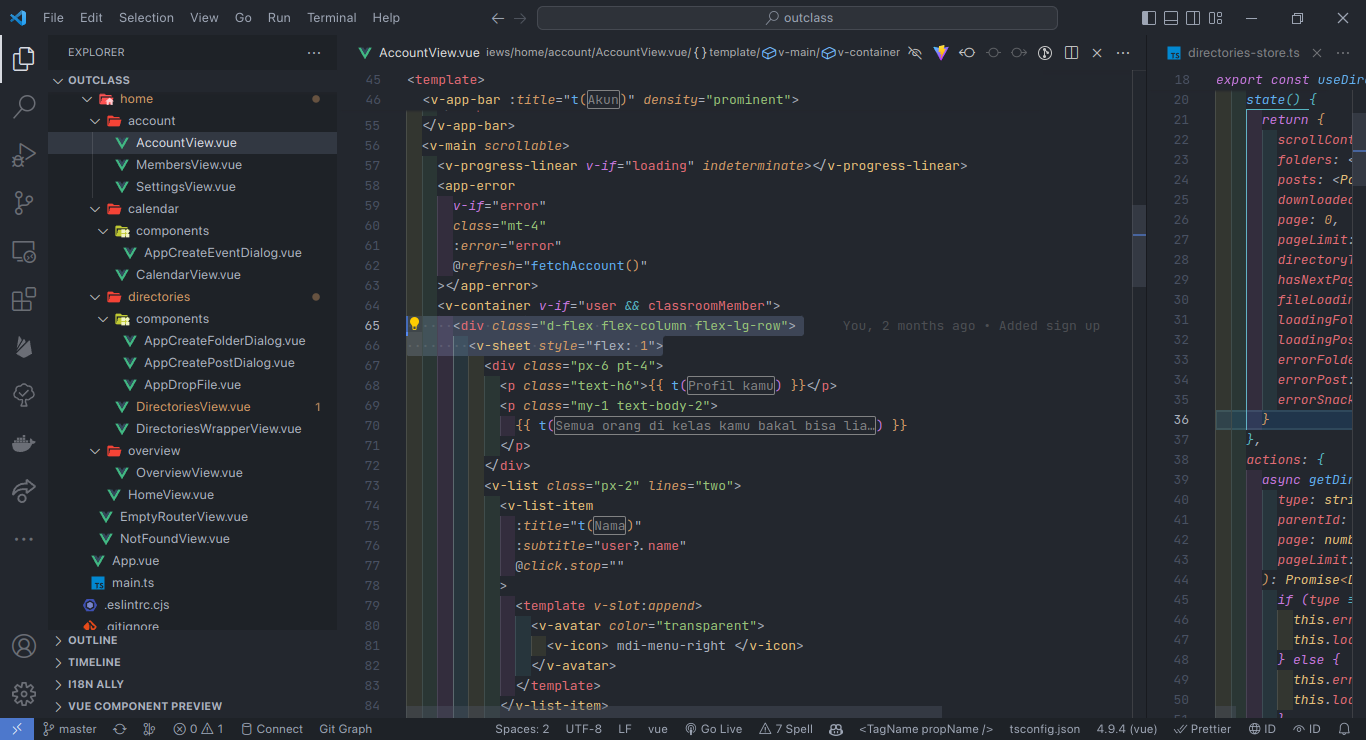 File Edit Selection View Go Run Terminal Help
outclass
EXPLORER
OUTCLASS
home
account
AccountView.vue
MembersView.vue
SettingsView.vue
calendar
components
AppCreateEventDialog.vue
CalendarView.vue
directories
components
AppCreateFolderDialog.vue
AppCreatePostDialog.vue
AppDropFile.vue
DirectoriesView.vue 1
DirectoriesWrapperView.vue
overview
OverviewView.vue
HomeView.vue
EmptyRouterView.vue
NotFoundView.vue
App.vue
TS main.ts
.eslintrc.cjs
.gitignore
OUTLINE
TIMELINE
I18N ALLY
VUE COMPONENT PREVIEW
AccountView.vue iews/home/account/AccountView.vue/{}template/v-main/v-container
45 <template>
46 <v-app-bar :title="t(Akun)" density="prominent">
55 </v-app-bar>
56 <v-main scrollable>
57 <v-progress-linear v-if="loading" indeterminate></v-progress-linear>
58 <app-error
59 v-if="error"
60 class="mt-4"
61 :error="error"
62 @refresh="fetchAccount()"
63 ></app-error>
64 <v-container v-if="user && classroomMember">
65 <div class="d-flex flex-column flex-lg-row"> You, 2 months ago • Added sign up
66 <v-sheet style="flex: 1">
67 <div class="px-6 pt-4">
68 <p class="text-h6">{{ t(Profil kamu) }}</p>
69 <p class="my-1 text-body-2">
70 {{ t(Semua orang di kelas kamu bakal bisa lia…) }}
71 </p>
72 </div>
73 <v-list class="px-2" lines="two">
74 <v-list-item
75 :title="t(Nama)"
76 :subtitle="user?.name"
77 @click.stop=""
78 >
79 <template v-slot:append>
80 <v-avatar color="transparent">
81 <v-icon> mdi-menu-right </v-icon>
82 </v-avatar>
83 </template>
84 </v-list-item>
TS directories-store.ts
18 export const useDire
20 state() {
21 return {
22 scrollCont
23 folders: <
24 posts: <Po
25 downloaded
26 page: 0,
27 pageLimit:
28 directoryI
29 hasNextPag
30 fileLoadin
31 loadingFol
32 loadingPos
33 errorFolde
34 errorPost:
35 errorSnack
36 }
37 },
38 actions: {
39 async getDir
40 type: stri
41 parentId:
42 page: numb
43 pageLimit:
44 ): Promise<D
45 if (type =
46 this.err
47 this.loa
48 } else {
49 this.err
50 this.loa
51 }
master 0 1 Connect Git Graph Spaces: 2 UTF-8 LF vue Go Live 7 Spell <TagName propName /> tsconfig.json 4.9.4 (vue) Prettier ID ID